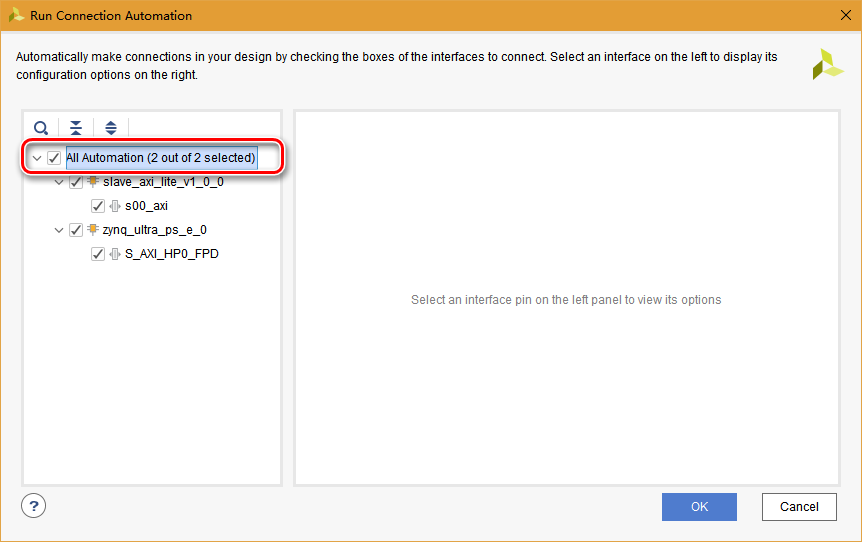 Run Connection Automation
Automatically make connections in your design by checking the boxes of the interfaces to connect. Select an interface on the left to display its
configuration options on the right.
All Automation (2 out of 2 selected)
slave_axi_lite_v1_0_0
s00_axi
zynq_ultra_ps_e_0
S_AXI_HP0_FPD
Select an interface pin on the left panel to view its options
?
OK
Cancel